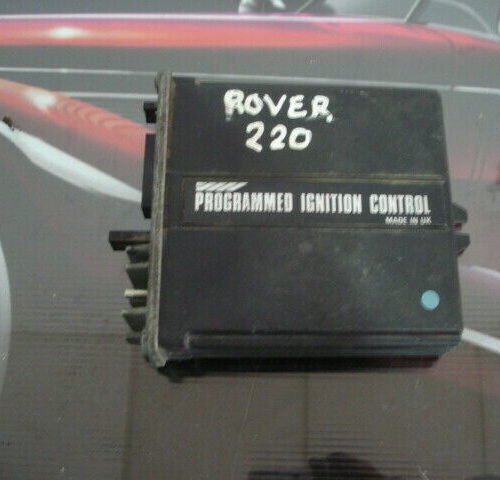 ROVER
220
PROGRAMMED IGNITION CONTROL
MADE IN UK